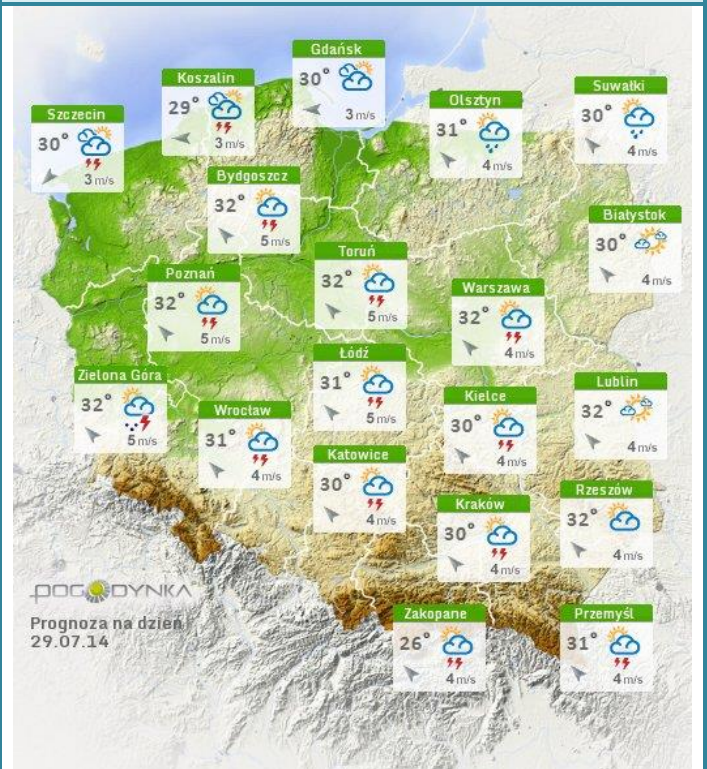 Gdańsk
30°
3 m/s
Koszalin
29°
3 m/s
Szczecin
30°
3 m/s
Olsztyn
31°
4 m/s
Suwałki
30°
4 m/s
Bydgoszcz
32°
5 m/s
Białystok
30°
4 m/s
Toruń
32°
5 m/s
Poznań
32°
5 m/s
Warszawa
32°
4 m/s
Łódź
31°
5 m/s
Zielona Góra
32°
5 m/s
Wrocław
31°
4 m/s
Kielce
30°
4 m/s
Lublin
32°
4 m/s
Katowice
30°
4 m/s
Kraków
30°
4 m/s
Rzeszów
32°
4 m/s
POGODYNKA
Prognoza na dzień
29.07.14
Zakopane
26°
4 m/s
Przemyśl
31°
4 m/s